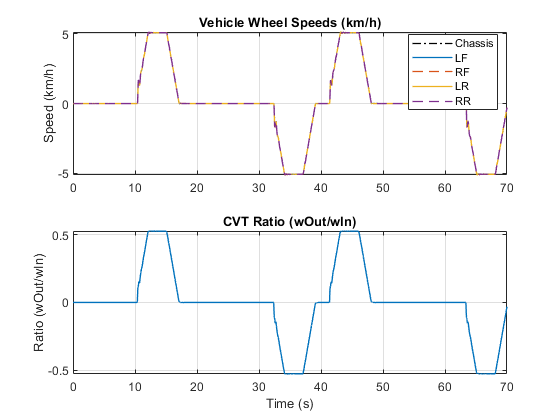 Vehicle Wheel Speeds (km/h)
5
0
-5
Speed (km/h)
Chassis
LF
RF
LR
RR
0 10 20 30 40 50 60 70
CVT Ratio (wOut/wIn)
0.5
0
-0.5
Ratio (wOut/wIn)
0 10 20 30 40 50 60 70
Time (s)